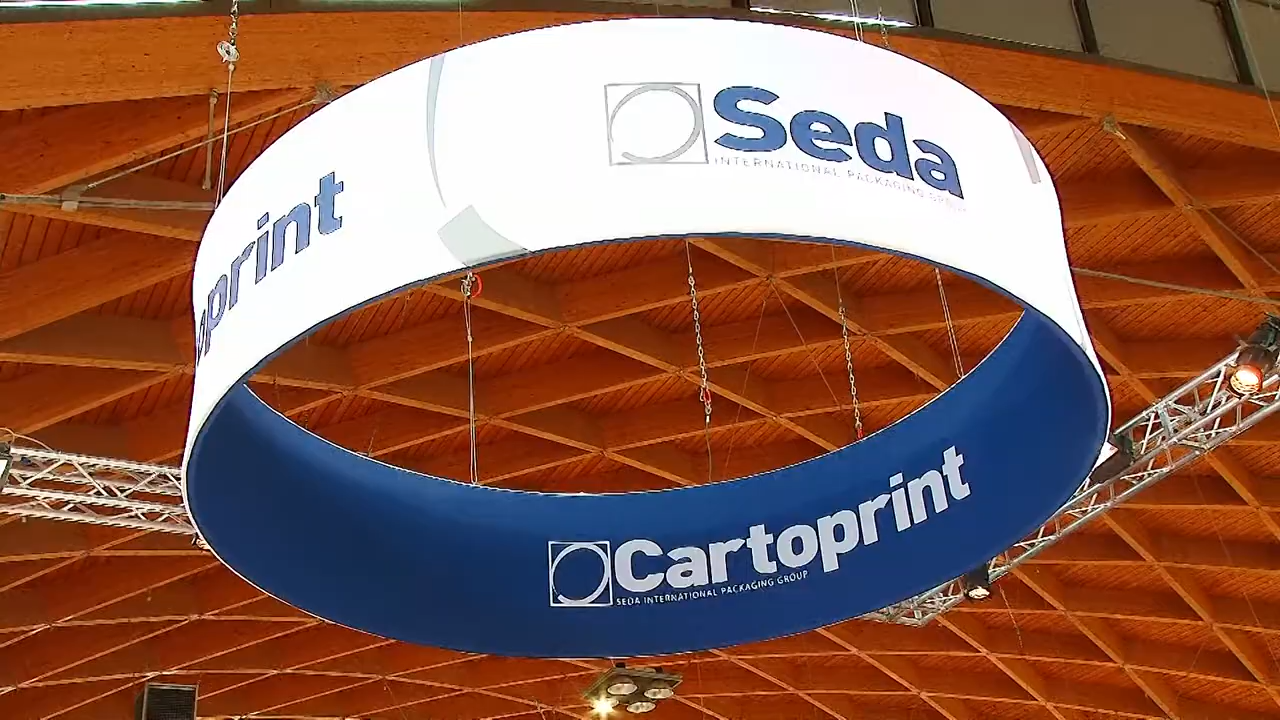 Seda
INTERNATIONAL PACKAGING GROUP
print
Cartoprint
SEDA INTERNATIONAL PACKAGING GROUP